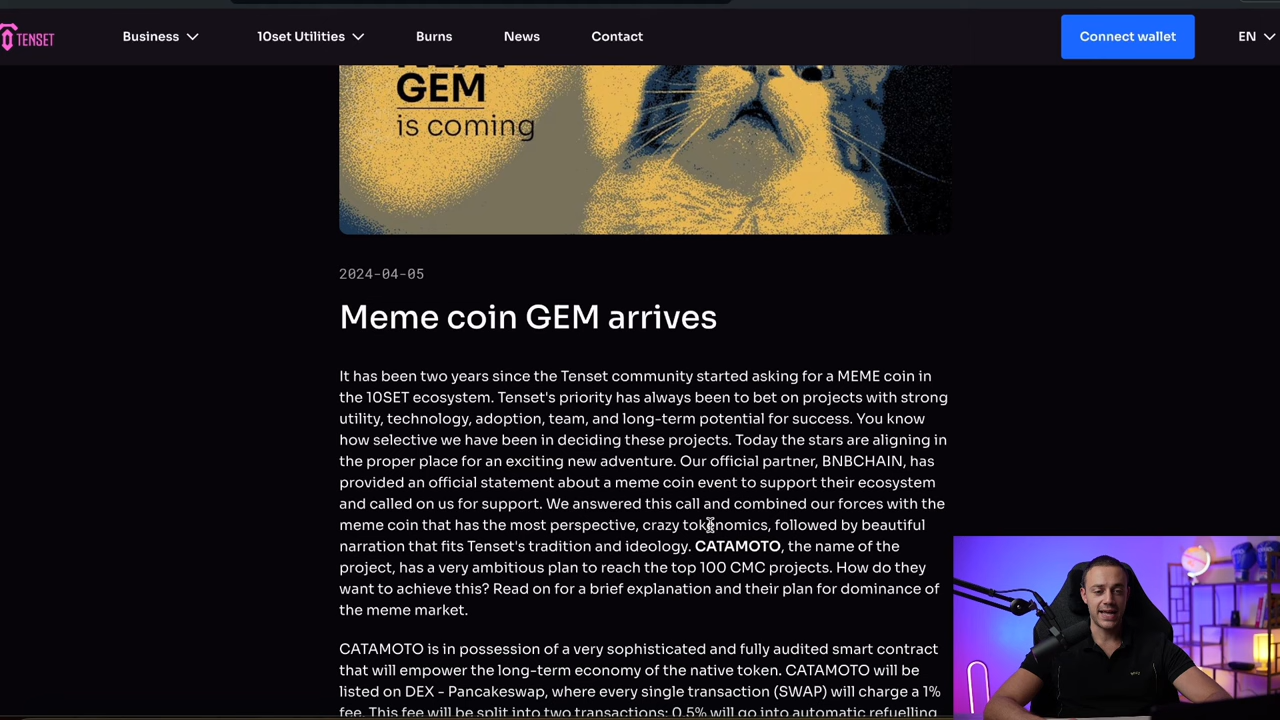 TENSET
Business
10set Utilities
Burns
News
Contact
Connect wallet
EN
GEM
is coming
2024-04-05
Meme coin GEM arrives
It has been two years since the Tenset community started asking for a MEME coin in
the 10SET ecosystem. Tenset's priority has always been to bet on projects with strong
utility, technology, adoption, team, and long-term potential for success. You know
how selective we have been in deciding these projects. Today the stars are aligning in
the proper place for an exciting new adventure. Our official partner, BNBCHAIN, has
provided an official statement about a meme coin event to support their ecosystem
and called on us for support. We answered this call and combined our forces with the
meme coin that has the most perspective, crazy tokenomics, followed by beautiful
narration that fits Tenset's tradition and ideology. CATAMOTO, the name of the
project, has a very ambitious plan to reach the top 100 CMC projects. How do they
want to achieve this? Read on for a brief explanation and their plan for dominance of
the meme market.
CATAMOTO is in possession of a very sophisticated and fully audited smart contract
that will empower the long-term economy of the native token. CATAMOTO will be
listed on DEX - Pancakeswap, where every single transaction (SWAP) will charge a 1%
fee. This fee will be split into two transactions: 0.5% will go into automatic refuelling